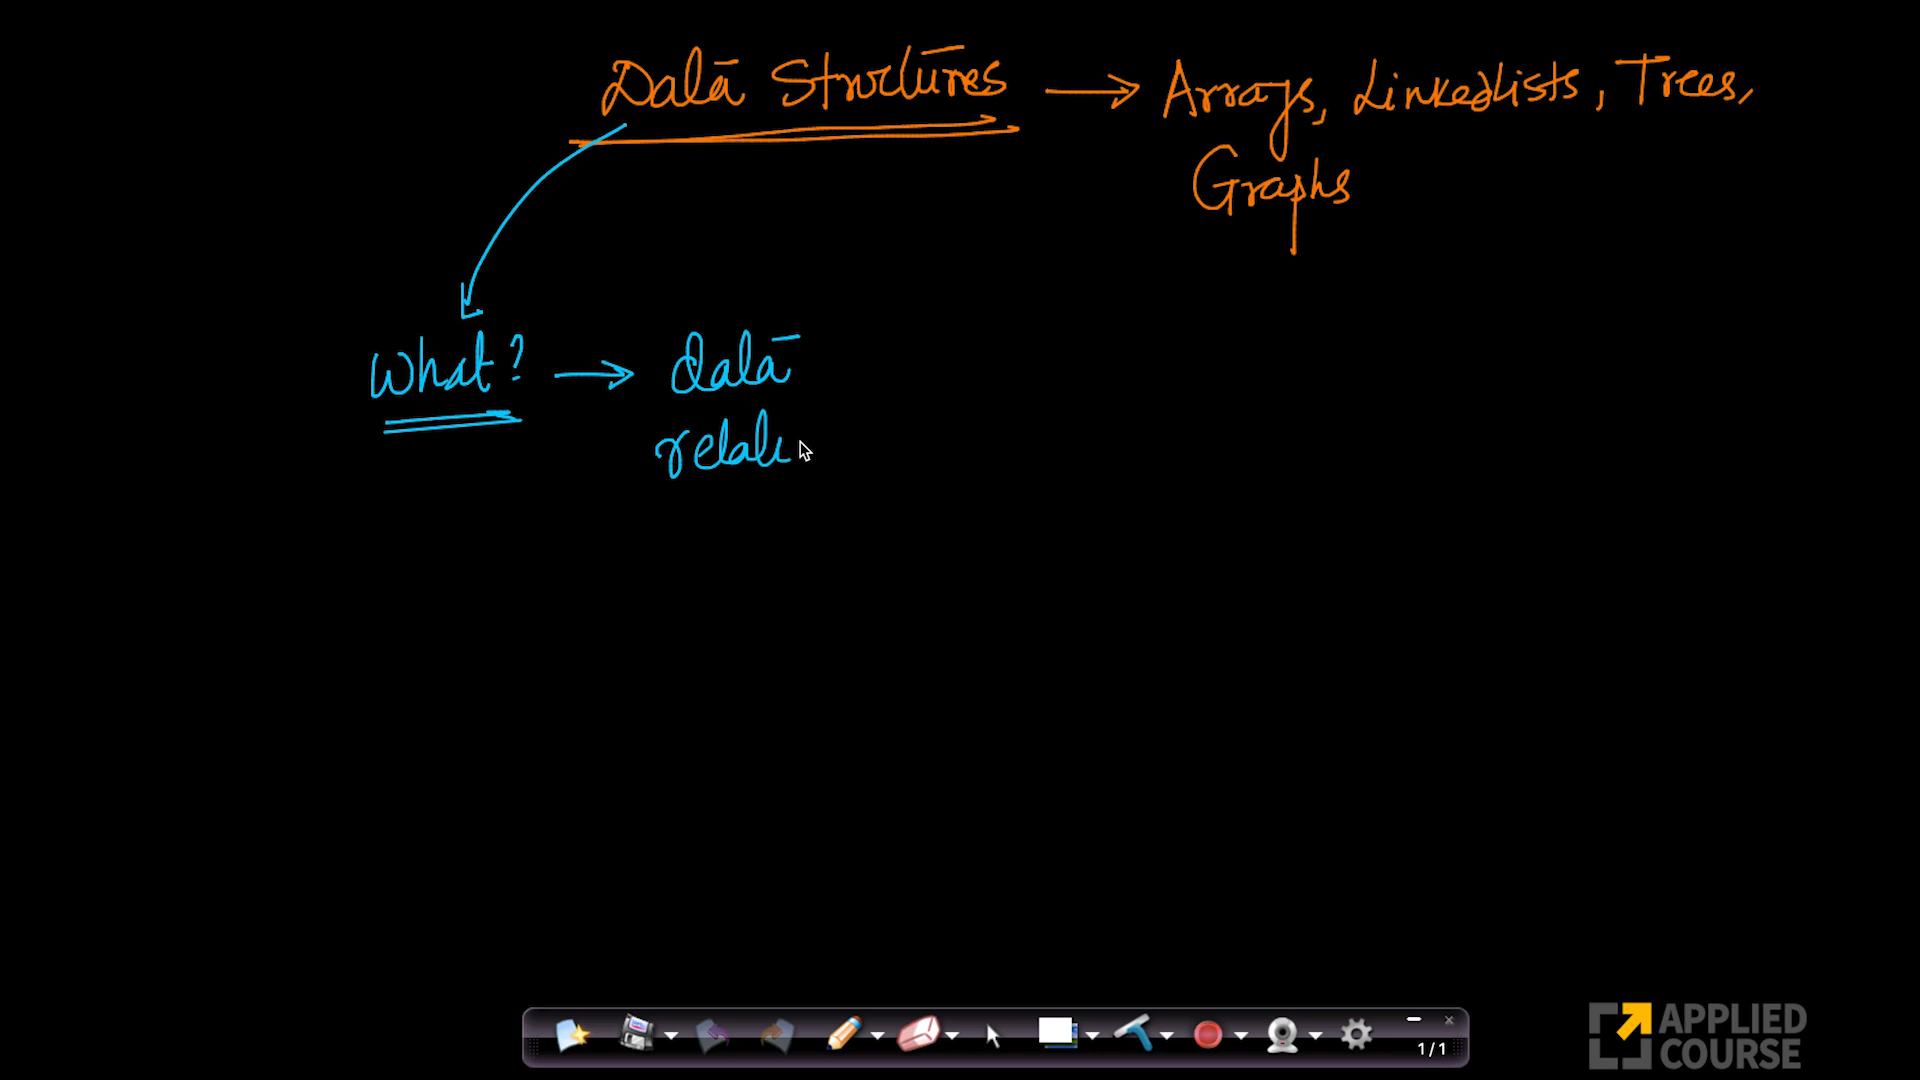 Data Structures → Arrays, LinkedLists, Trees,
Graphs
What? → data
relati
1/1
APPLIED
COURSE